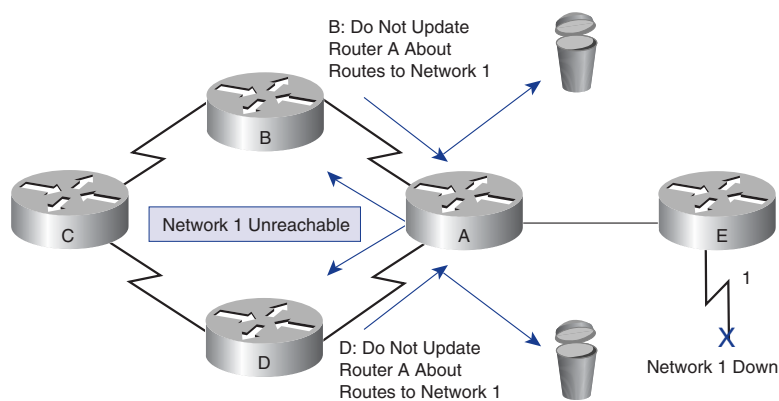 B: Do Not Update
Router A About
Routes to Network 1
B
C
Network 1 Unreachable
A
E
1
D
D: Do Not Update
Router A About
Routes to Network 1
X
Network 1 Down